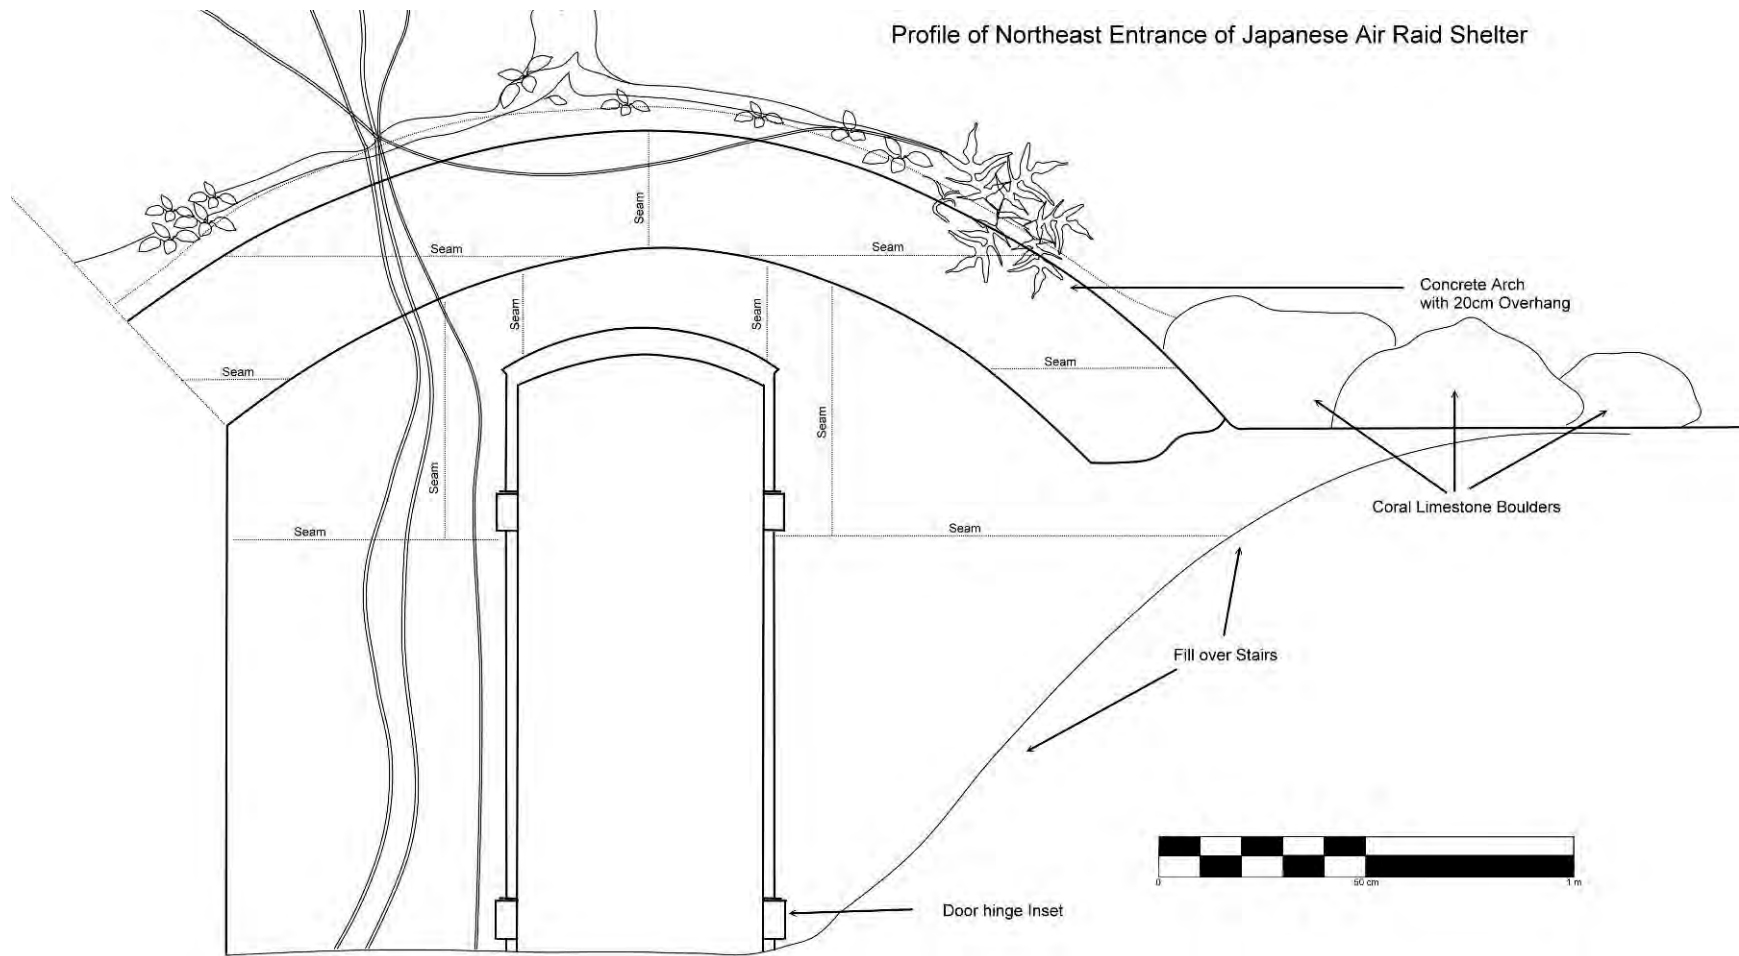 Profile of Northeast Entrance of Japanese Air Raid Shelter
Seam
Seam
Seam
Seam
Seam
Seam
Seam
Seam
Seam
Seam
Seam
Concrete Arch
with 20cm Overhang
Coral Limestone Boulders
Fill over Stairs
Door hinge Inset
0
50 cm
1 m